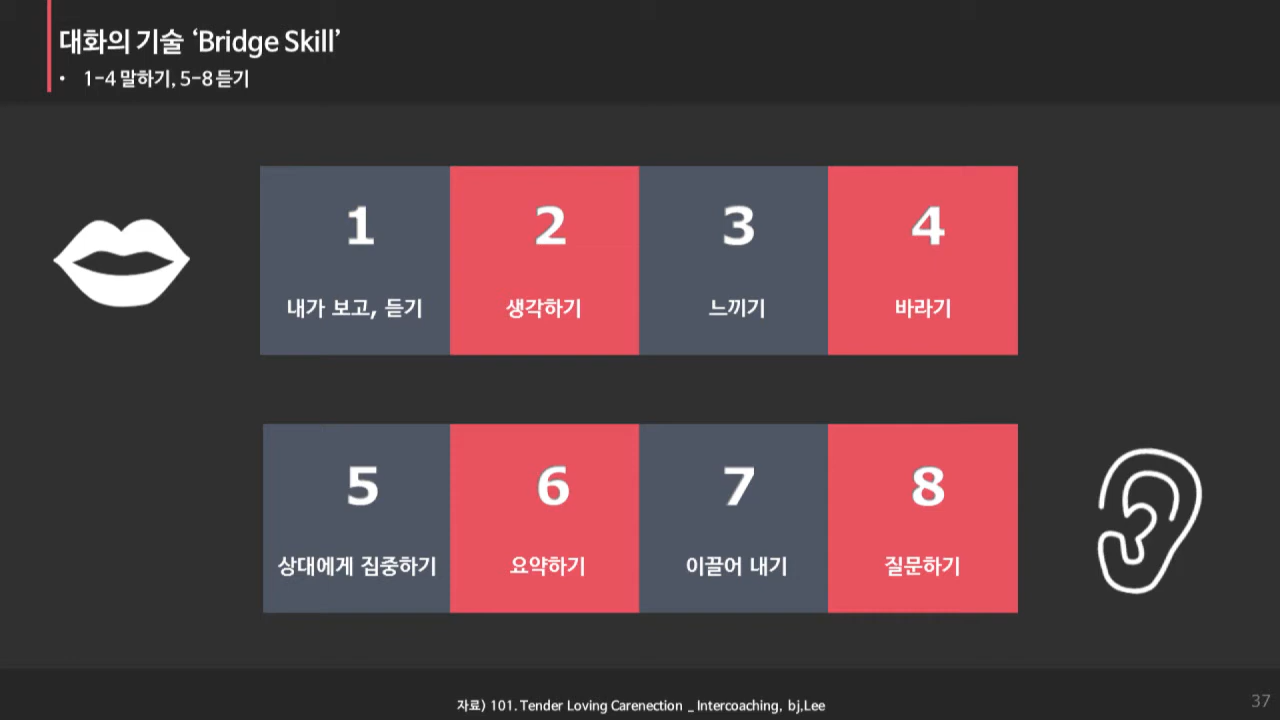 대화의 기술 ‘Bridge Skill’
• 1-4 말하기, 5-8 듣기
1
2
3
4
내가 보고, 듣기
생각하기
느끼기
바라기
5
6
7
8
상대에게 집중하기
요약하기
이끌어 내기
질문하기
자료) 101. Tender Loving Carenection _ Intercoaching, bj,Lee
37